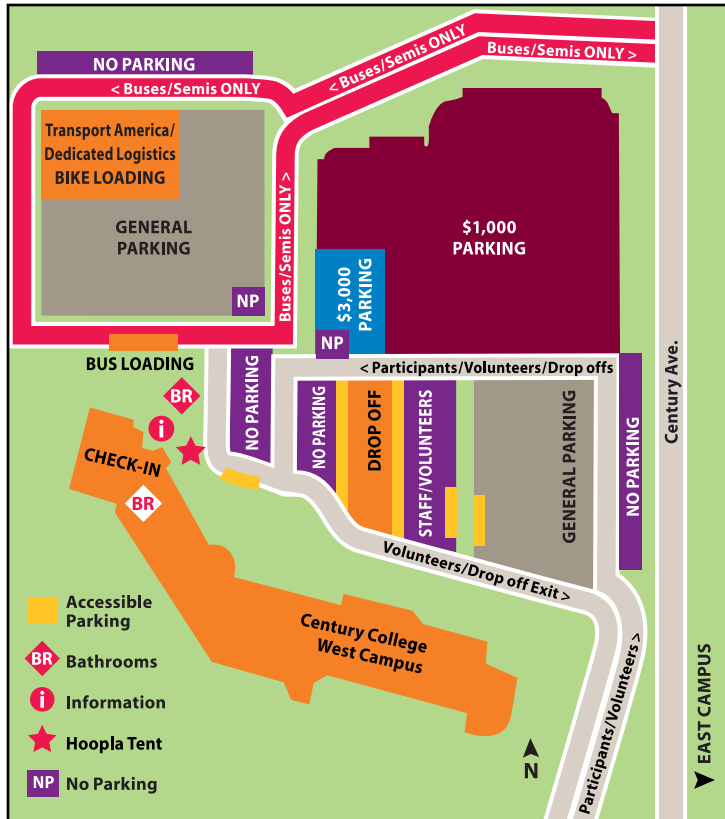 Buses/Semis ONLY
< Buses/Semis ONLY
Buses/Semis ONLY >
NO PARKING
< Buses/Semis ONLY
Transport America/
Dedicated Logistics
BIKE LOADING
GENERAL
PARKING
NP
Buses/Semis ONLY >
$1,000
PARKING
$3,000
PARKING
NP
BUS LOADING
< Participants/Volunteers/Drop offs
Century Ave.
BR
i
NO PARKING
NO PARKING
DROP OFF
STAFF/VOLUNTEERS
GENERAL PARKING
NO PARKING
CHECK-IN
BR
Volunteers/Drop off Exit >
Century College
West Campus
Participants/Volunteers >
EAST CAMPUS
Accessible
Parking
BR Bathrooms
i Information
Hoopla Tent
NP No Parking
N